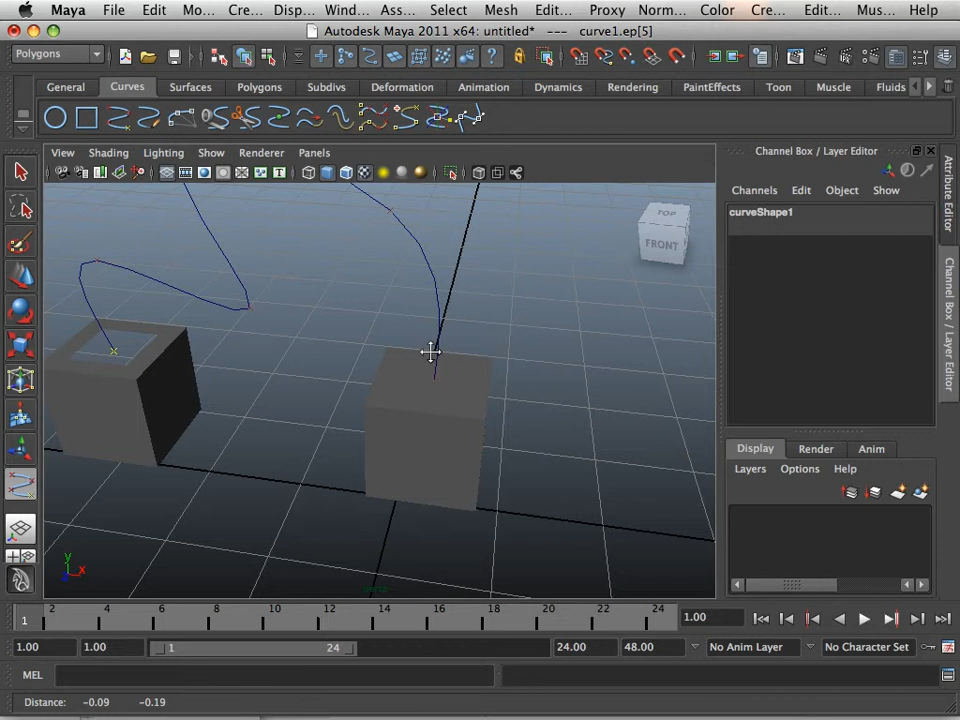 Maya File Edit Mo... Cre... Disp... Wind... Ass... Select Mesh Edit... Proxy Norm... Color Cre... Edit... Mus... Help
Autodesk Maya 2011 x64: untitled* --- curve1.ep[5]
Polygons
General Curves Surfaces Polygons Subdivs Deformation Animation Dynamics Rendering PaintEffects Toon Muscle Fluids
View Shading Lighting Show Renderer Panels
Channel Box / Layer Editor
Channels Edit Object Show
curveShape1
Attribute Editor
Channel Box / Layer Editor
TOP
FRONT
Display Render Anim
Layers Options Help
y
x
persp
1 2 4 6 8 10 12 14 16 18 20 22 24 1.00
1.00 1.00 1 24 24.00 48.00 No Anim Layer No Character Set
MEL
Distance: -0.09 -0.19